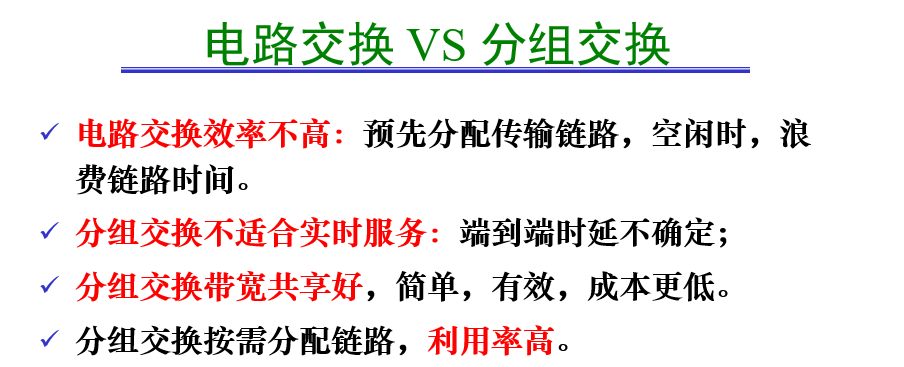 电路交换 VS 分组交换
✓ 电路交换效率不高：预先分配传输链路，空闲时，浪
费链路时间。
✓ 分组交换不适合实时服务：端到端时延不确定；
✓ 分组交换带宽共享好，简单，有效，成本更低。
✓ 分组交换按需分配链路，利用率高。